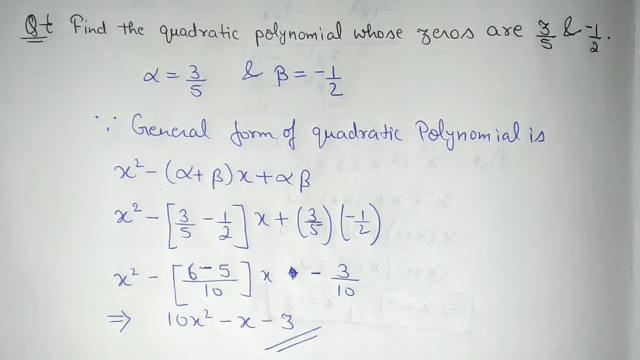 Qt Find the quadratic polynomial whose zeros are 3/5 & -1/2.
α = 3/5 & β = -1/2
∵ General form of quadratic Polynomial is
x² - (α+β)x + αβ
x² - [3/5 - 1/2] x + (3/5)(-1/2)
x² - [6-5/10] x - 3/10
⇒ 10x² - x - 3